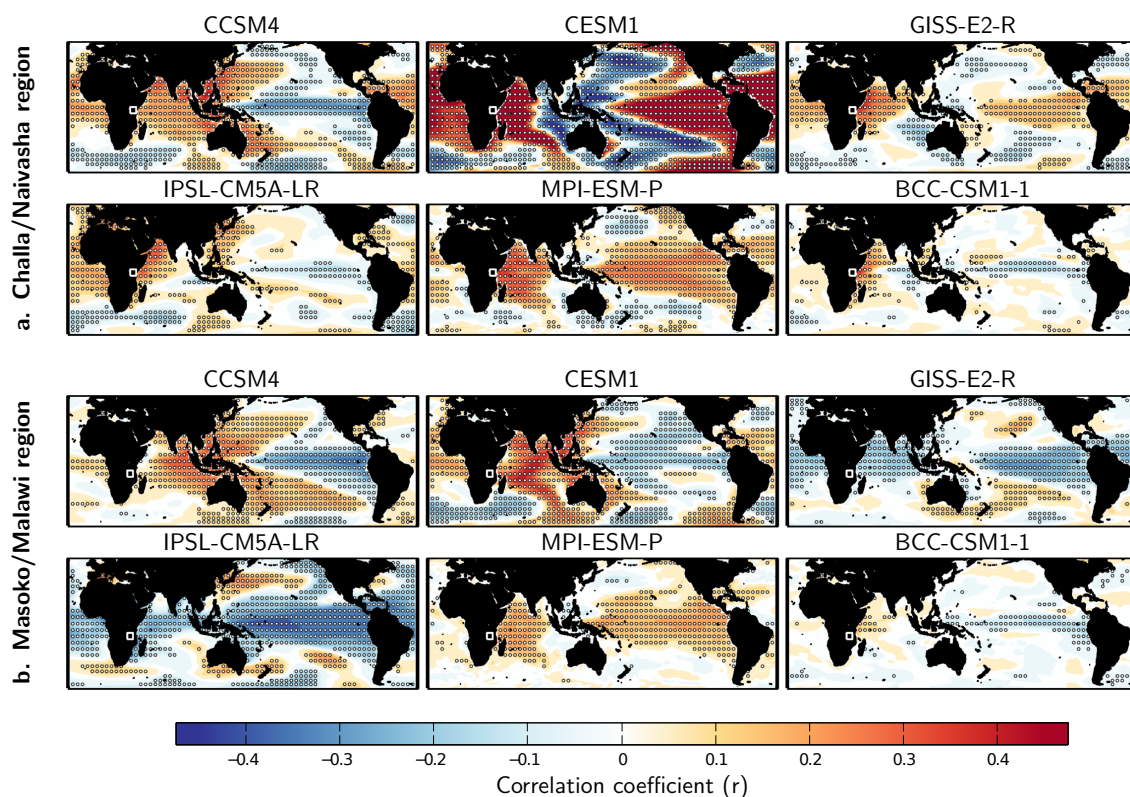 CCSM4 CESM1 GISS-E2-R
a. Challa/Naivasha region
IPSL-CM5A-LR MPI-ESM-P BCC-CSM1-1
CCSM4 CESM1 GISS-E2-R
b. Masoko/Malawi region
IPSL-CM5A-LR MPI-ESM-P BCC-CSM1-1
−0.4 −0.3 −0.2 −0.1 0 0.1 0.2 0.3 0.4
Correlation coefficient (r)